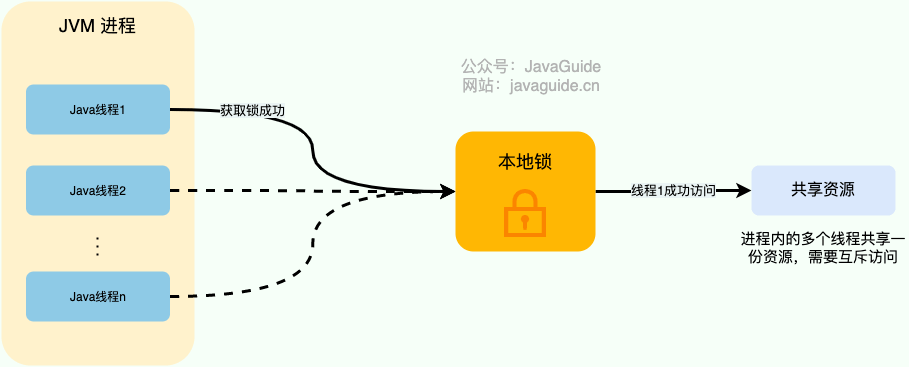 JVM 进程
公众号：JavaGuide
网站：javaguide.cn
Java线程1
获取锁成功
本地锁
Java线程2
线程1成功访问
共享资源
进程内的多个线程共享一
份资源，需要互斥访问
Java线程n